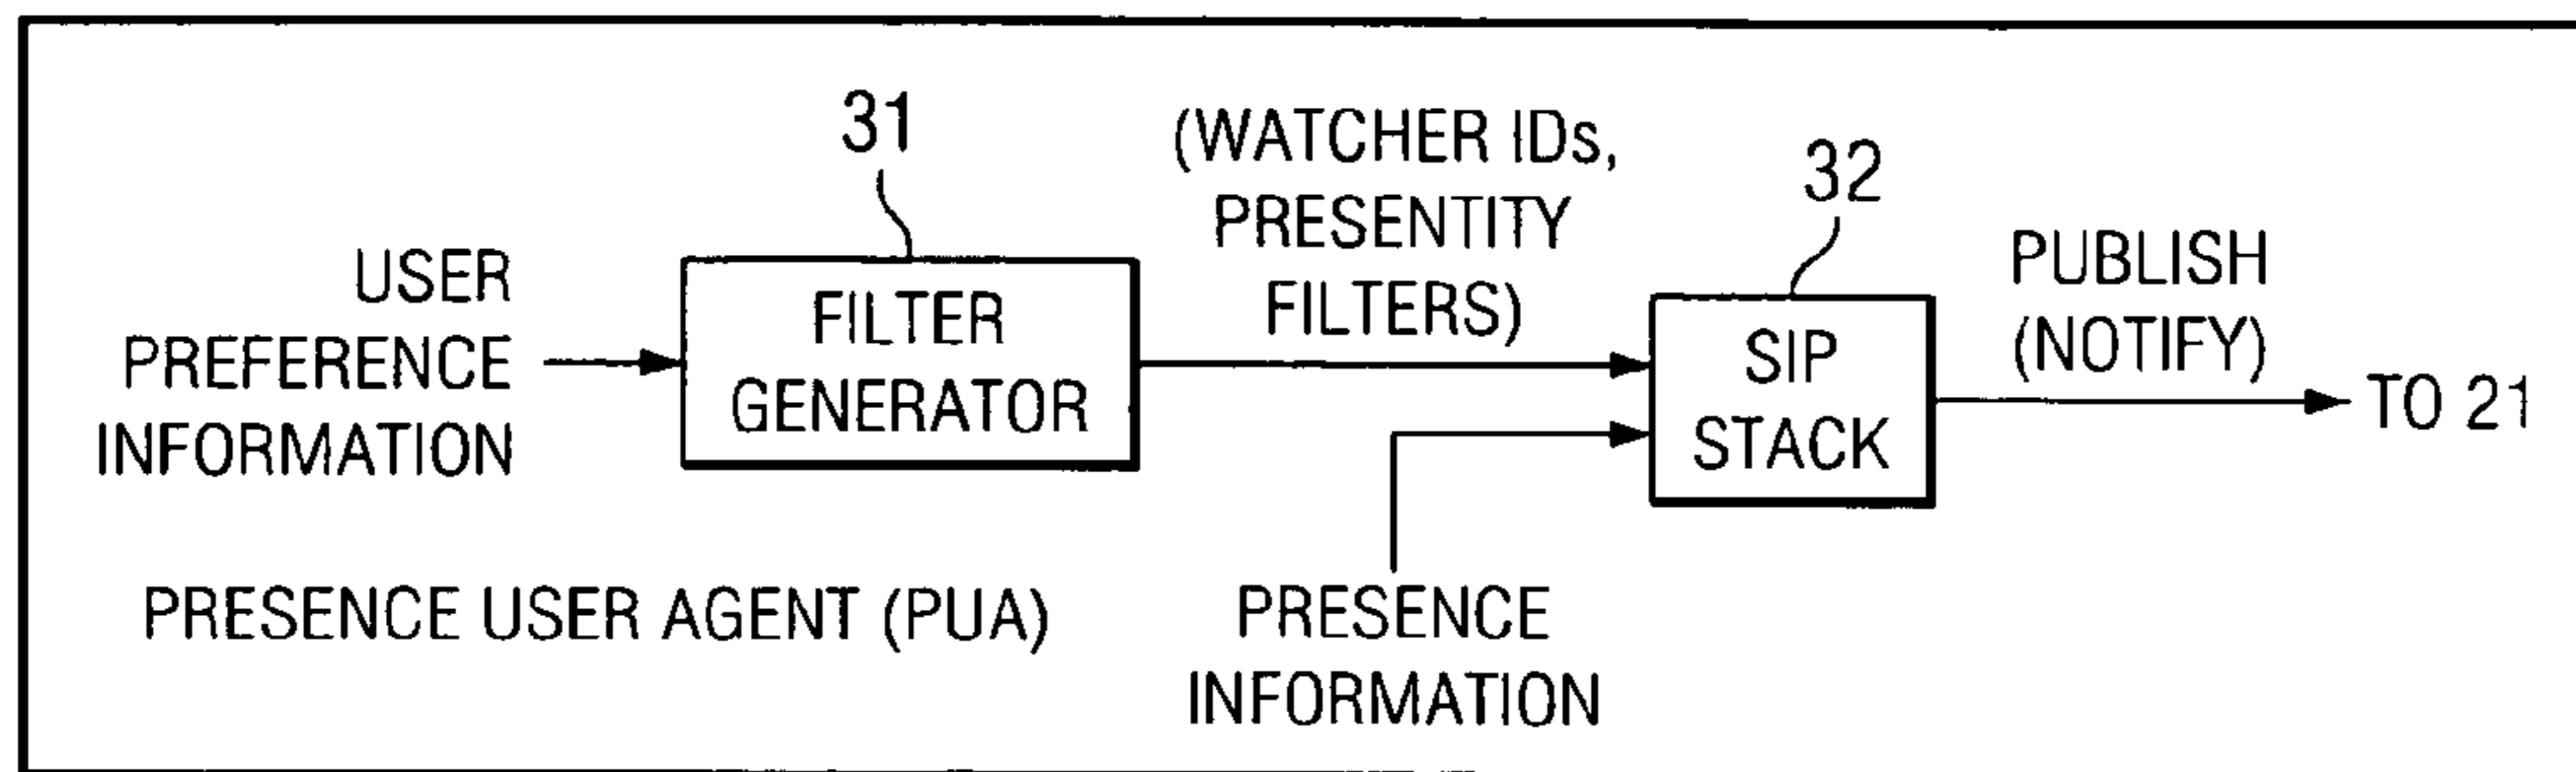 31
(WATCHER IDs,
PRESENTITY
FILTERS)
32
USER
PREFERENCE
INFORMATION
FILTER
GENERATOR
SIP
STACK
PUBLISH
(NOTIFY)
TO 21
PRESENCE USER AGENT (PUA)
PRESENCE
INFORMATION